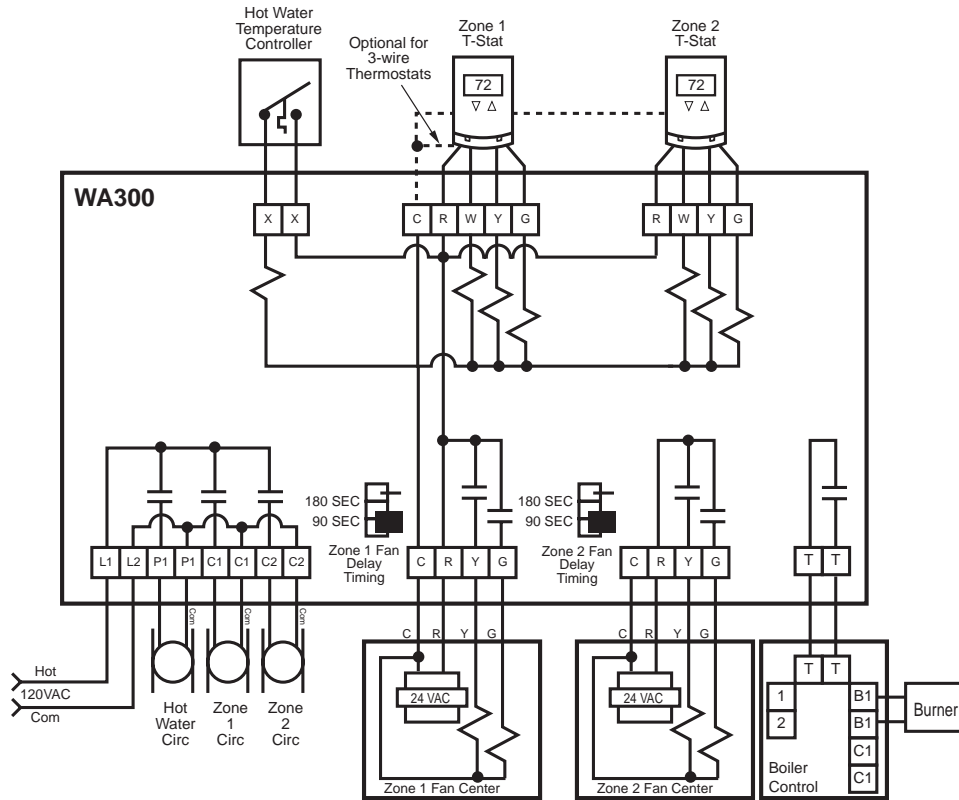 Hot Water
Temperature
Controller
Optional for
3-wire
Thermostats
Zone 1
T-Stat
72
Zone 2
T-Stat
72
WA300
X X
C R W Y G
R W Y G
180 SEC
90 SEC
Zone 1 Fan
Delay
Timing
180 SEC
90 SEC
Zone 2 Fan
Delay
Timing
L1 L2 P1 P1 C1 C1 C2 C2
C R Y G
C R Y G
T T
Com
Com
Com
Hot
120VAC
Com
Hot
Water
Circ
Zone
1
Circ
Zone
2
Circ
C R Y G
24 VAC
Zone 1 Fan Center
C R Y G
24 VAC
Zone 2 Fan Center
T T
1
2
B1
B1
C1
C1
Boiler
Control
Burner